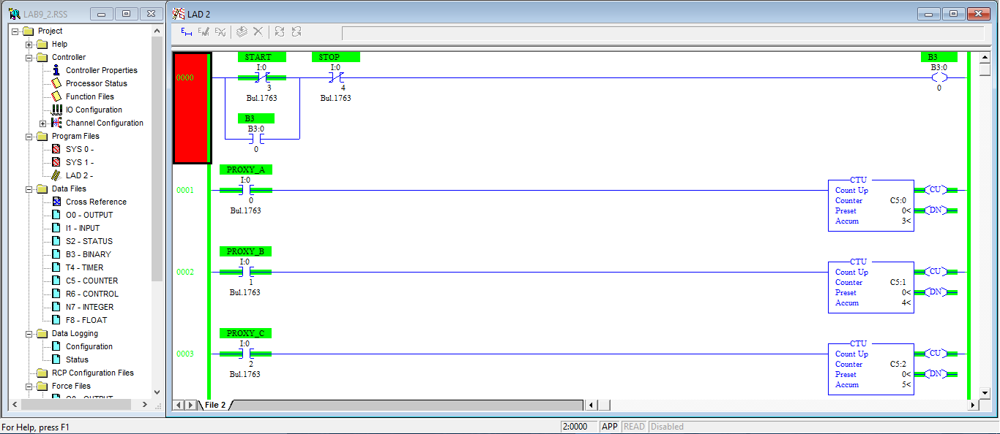 LAB9_2.RSS
Project
Help
Controller
Controller Properties
Processor Status
Function Files
IO Configuration
Channel Configuration
Program Files
SYS 0 -
SYS 1 -
LAD 2 -
Data Files
Cross Reference
O0 - OUTPUT
I1 - INPUT
S2 - STATUS
B3 - BINARY
T4 - TIMER
C5 - COUNTER
R6 - CONTROL
N7 - INTEGER
F8 - FLOAT
Data Logging
Configuration
Status
RCP Configuration Files
Force Files
O0 - OUTPUT
LAD 2
0000
START
I:0
3
Bul.1763
STOP
I:0
4
Bul.1763
B3
B3:0
0
B3
B3:0
0
0001
PROXY_A
I:0
0
Bul.1763
CTU
Count Up
Counter C5:0
Preset 0<
Accum 3<
CU
DN
0002
PROXY_B
I:0
1
Bul.1763
CTU
Count Up
Counter C5:1
Preset 0<
Accum 4<
CU
DN
0003
PROXY_C
I:0
2
Bul.1763
CTU
Count Up
Counter C5:2
Preset 0<
Accum 5<
CU
DN
File 2
For Help, press F1
2:0000 APP READ Disabled